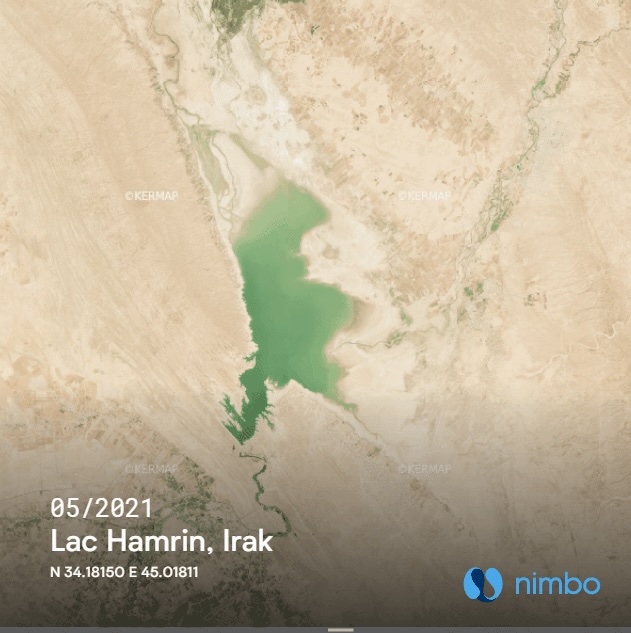 ©KERMAP ©KERMAP
©KERMAP ©KERMAP
05/2021
Lac Hamrin, Irak
N 34.18150 E 45.01811
nimbo